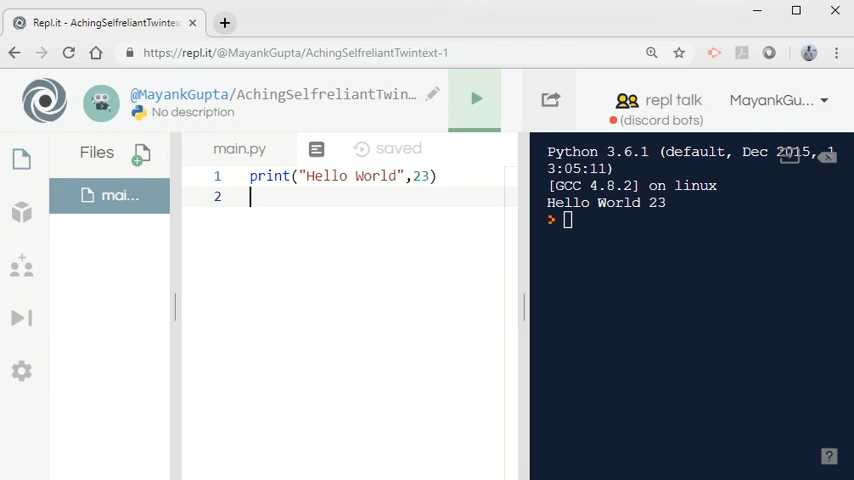 Repl.it - AchingSelfreliantTwintext-
https://repl.it/@MayankGupta/AchingSelfreliantTwintext-1
@MayankGupta/AchingSelfreliantTwin...
No description
repl talk
(discord bots)
MayankGu...
Files
mai...
main.py
saved
1 print("Hello World",23)
2
Python 3.6.1 (default, Dec 2015, 1
3:05:11)
[GCC 4.8.2] on linux
Hello World 23
>
?